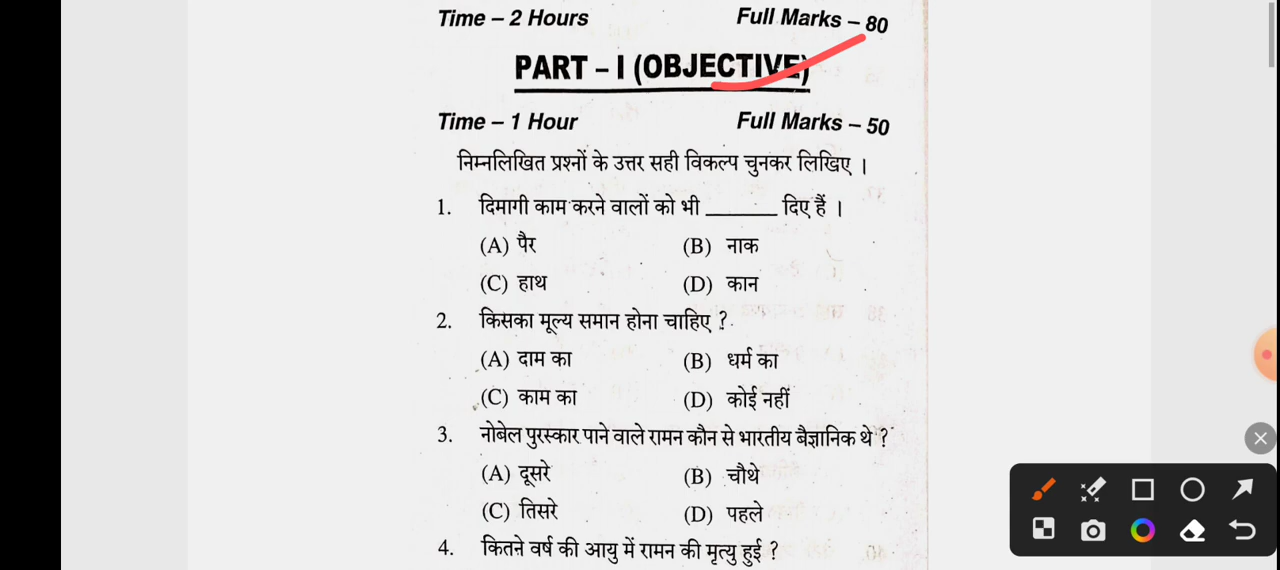 Time – 2 Hours Full Marks – 80
PART – I (OBJECTIVE)
Time – 1 Hour Full Marks – 50
निम्नलिखित प्रश्नों के उत्तर सही विकल्प चुनकर लिखिए ।
1. दिमागी काम करने वालों को भी ______ दिए हैं ।
(A) पैर (B) नाक
(C) हाथ (D) कान
2. किसका मूल्य समान होना चाहिए ?
(A) दाम का (B) धर्म का
(C) काम का (D) कोई नहीं
3. नोबेल पुरस्कार पाने वाले रामन कौन से भारतीय बैज्ञानिक थे ?
(A) दूसरे (B) चौथे
(C) तिसरे (D) पहले
4. कितने वर्ष की आयु में रामन की मृत्यु हुई ?